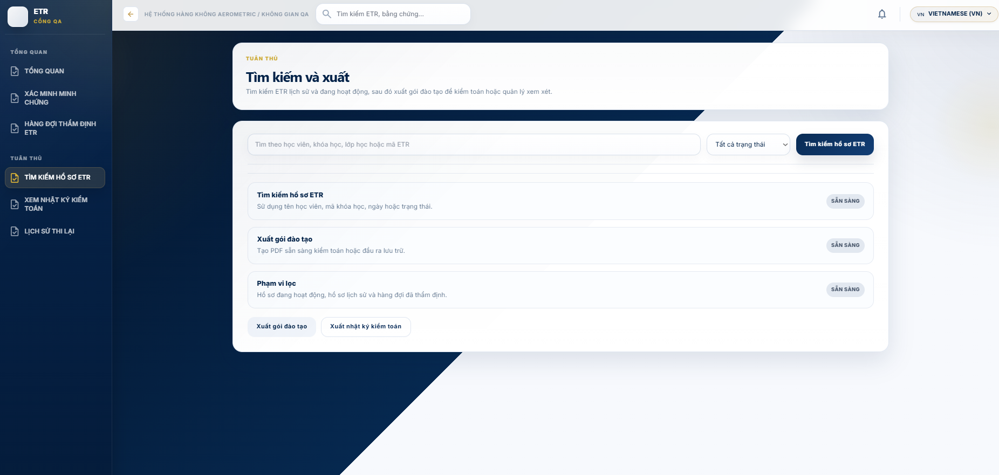 ETR
CỔNG QA
TỔNG QUAN
TỔNG QUAN
XÁC MINH MINH
CHỨNG
HÀNG ĐỢI THẨM ĐỊNH
ETR
TUÂN THỦ
TÌM KIẾM HỒ SƠ ETR
XEM NHẬT KÝ KIỂM
TOÁN
LỊCH SỬ THI LẠI
HỆ THỐNG HÀNG KHÔNG AEROMETRIC / KHÔNG GIAN QA
Tìm kiếm ETR, bằng chứng...
VN VIETNAMESE (VN)
TUÂN THỦ
Tìm kiếm và xuất
Tìm kiếm ETR lịch sử và đang hoạt động, sau đó xuất gói đào tạo để kiểm toán hoặc quản lý xem xét.
Tìm theo học viên, khóa học, lớp học hoặc mã ETR
Tất cả trạng thái
Tìm kiếm hồ sơ ETR
Tìm kiếm hồ sơ ETR
Sử dụng tên học viên, mã khóa học, ngày hoặc trạng thái.
SẴN SÀNG
Xuất gói đào tạo
Tạo PDF sẵn sàng kiểm toán hoặc đầu ra lưu trữ.
SẴN SÀNG
Phạm vi lọc
Hồ sơ đang hoạt động, hồ sơ lịch sử và hàng đợi đã thẩm định.
SẴN SÀNG
Xuất gói đào tạo
Xuất nhật ký kiểm toán